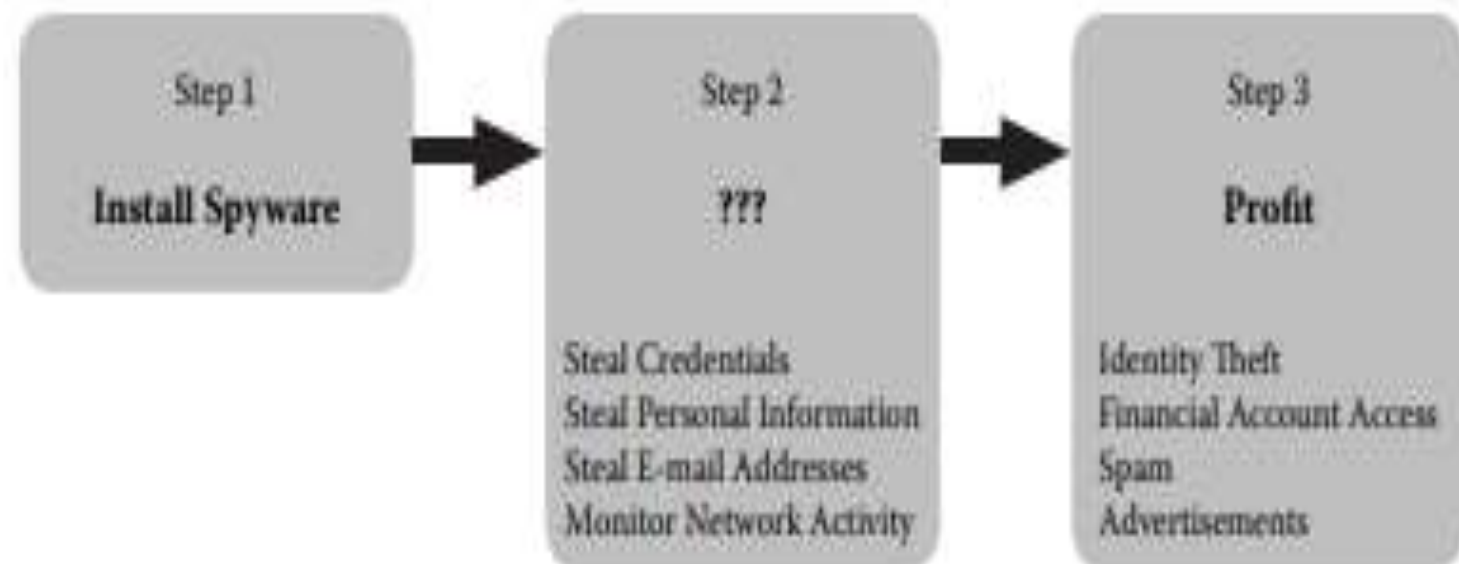 Step 1
Install Spyware
Step 2
???
Steal Credentials
Steal Personal Information
Steal E-mail Addresses
Monitor Network Activity
Step 3
Profit
Identity Theft
Financial Account Access
Spam
Advertisements